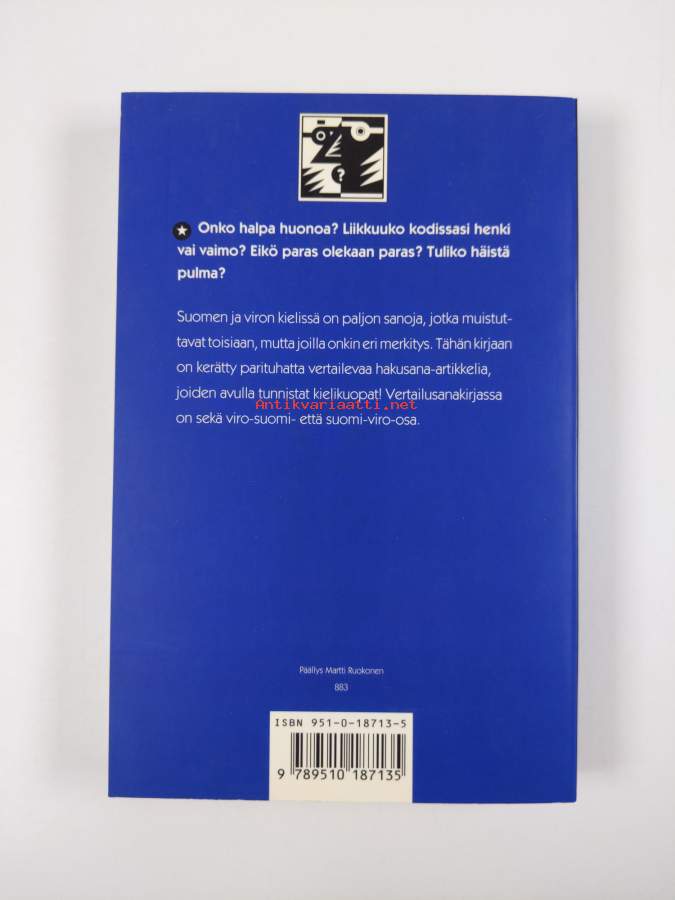 ?
Onko halpa huonoa? Liikkuuko kodissasi henki
vai vaimo? Eikö paras olekaan paras? Tuliko häistä
pulma?
Suomen ja viron kielissä on paljon sanoja, jotka muistut-
tavat toisiaan, mutta joilla onkin eri merkitys. Tähän kirjaan
on kerätty parituhatta vertailevaa hakusana-artikkelia,
joiden avulla tunnistat kielikuopat! Vertailusanakirjassa
Antikvariaatti.net
on sekä viro-suomi- että suomi-viro-osa.
Päällys Martti Ruokonen
883
ISBN 951-0-18713-5
9 789510 187135